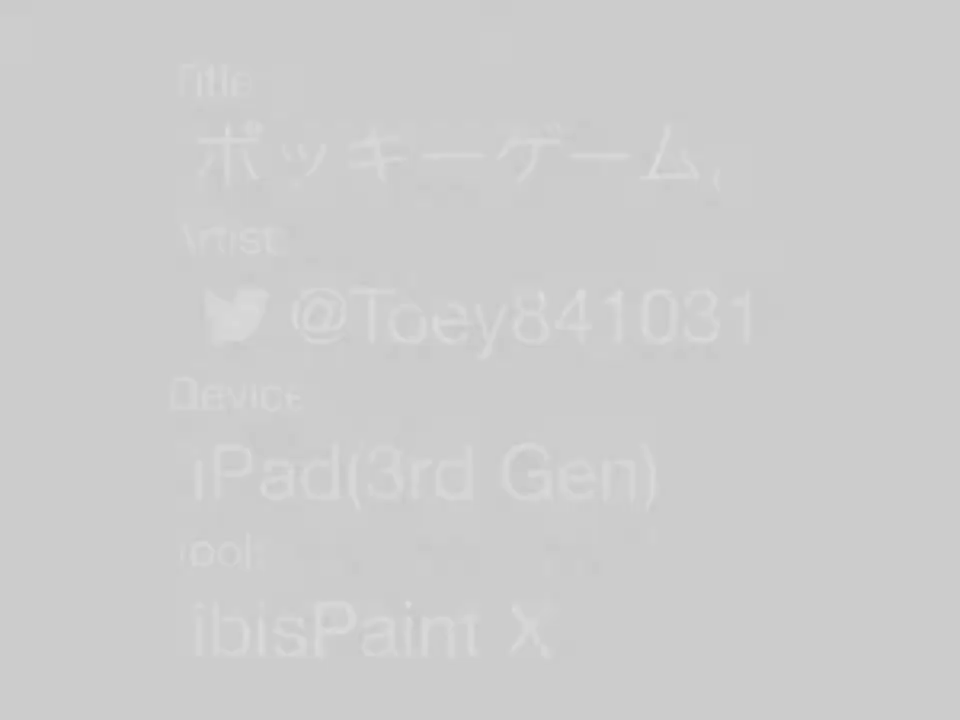 Title
ポッキーゲーム
Artist
@Toey841031
Device
iPad(3rd Gen)
Tool
ibisPaint X